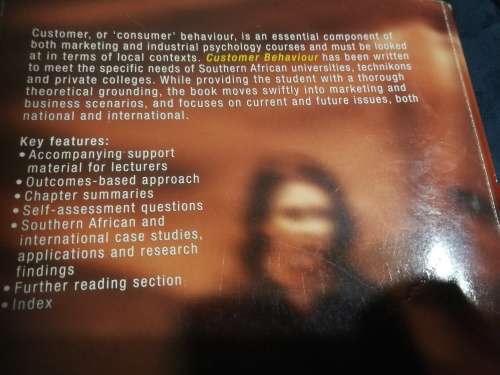 Customer, or 'consumer' behaviour, is an essential component of
both marketing and industrial psychology courses and must be looked
at in terms of local contexts. Customer Behaviour has been written
to meet the specific needs of Southern African universities, technikons
and private colleges. While providing the student with a thorough
theoretical grounding, the book moves swiftly into marketing and
business scenarios, and focuses on current and future issues, both
national and international.
Key features:
• Accompanying support
material for lecturers
• Outcomes-based approach
• Chapter summaries
• Self-assessment questions
• Southern African and
international case studies,
applications and research
findings
• Further reading section
• Index